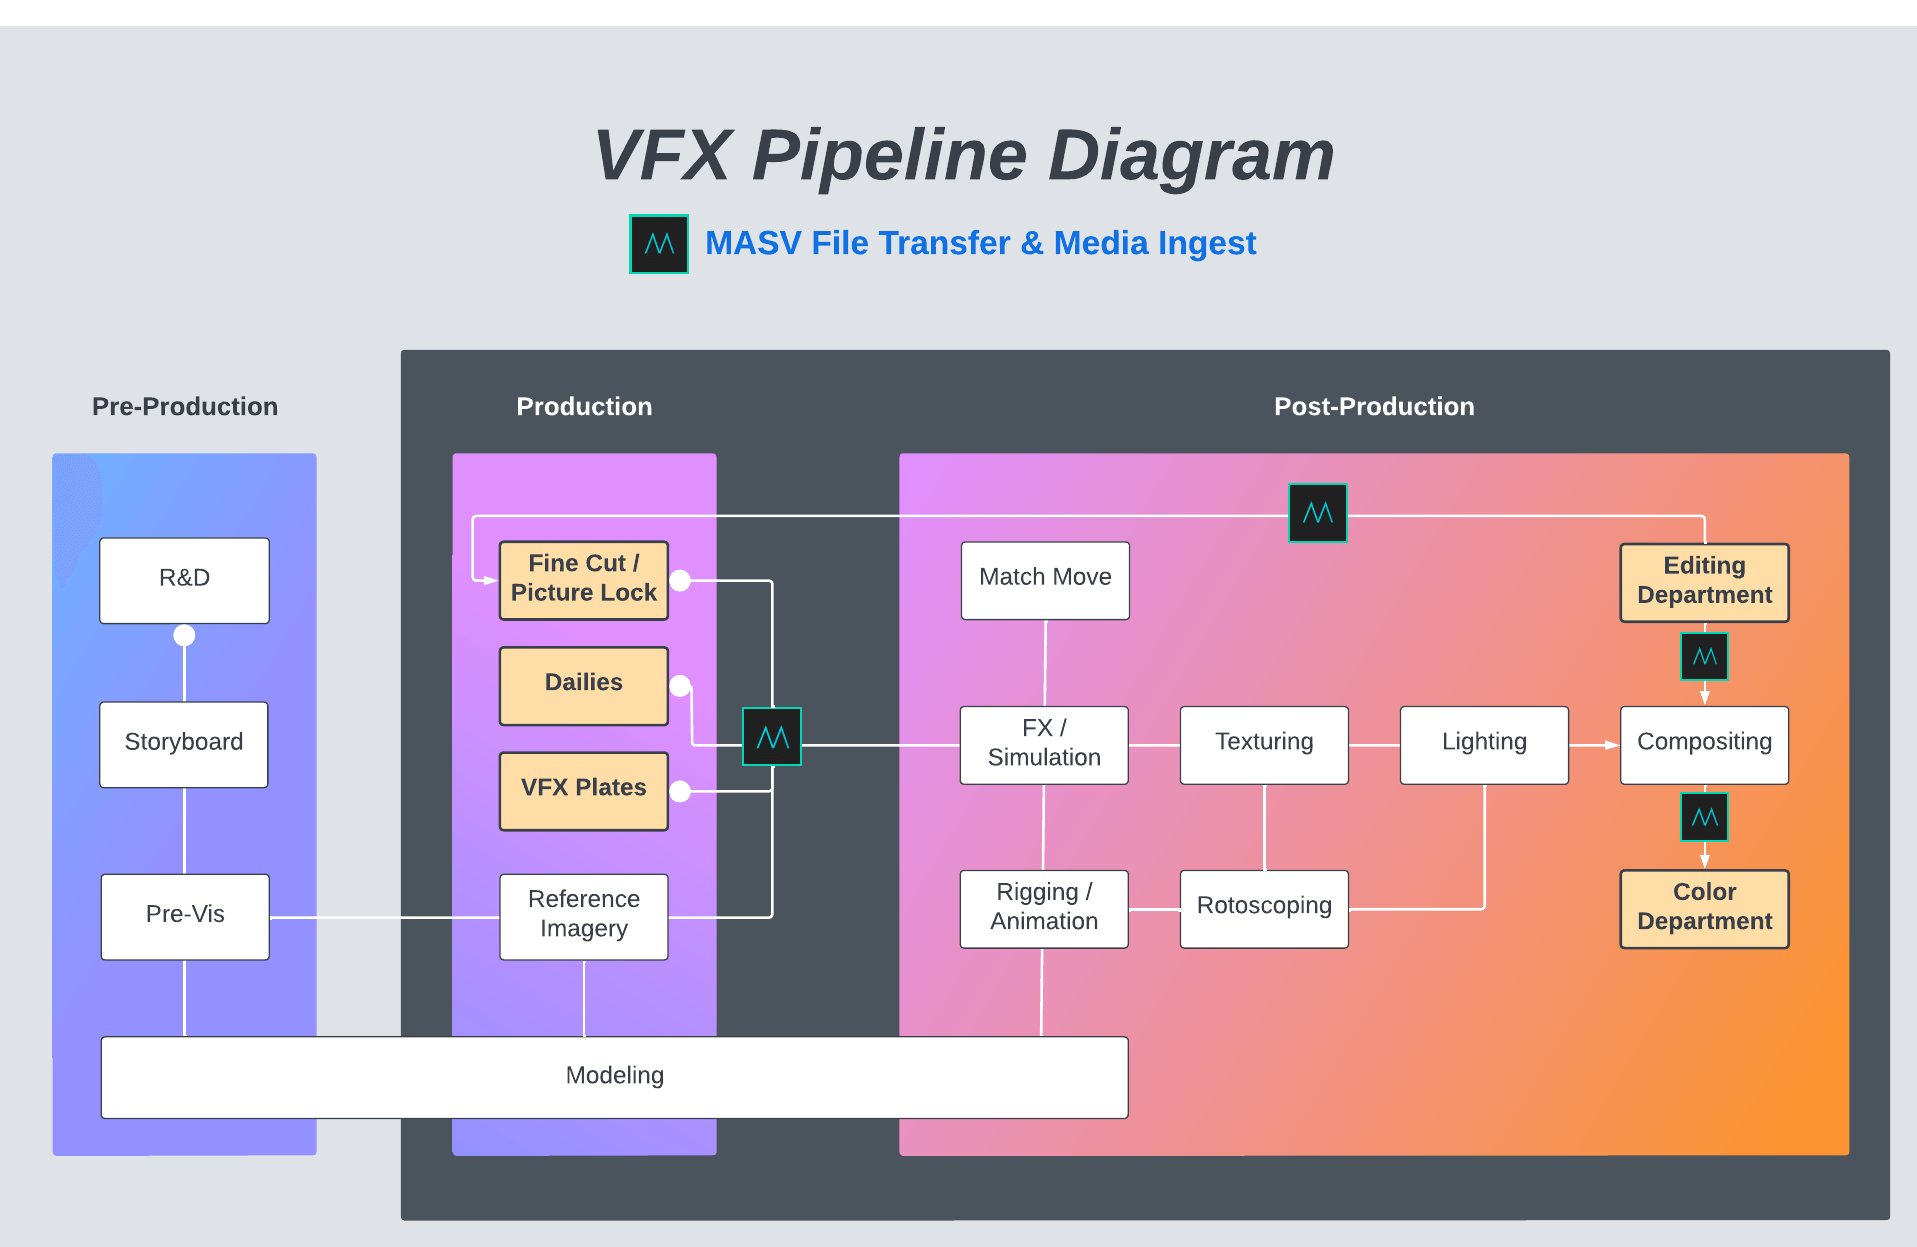 VFX Pipeline Diagram
MASV File Transfer & Media Ingest
Pre-Production
Production
Post-Production
R&D
Storyboard
Pre-Vis
Fine Cut /
Picture Lock
Dailies
VFX Plates
Reference
Imagery
Modeling
Match Move
Editing
Department
FX /
Simulation
Texturing
Lighting
Compositing
Rigging /
Animation
Rotoscoping
Color
Department